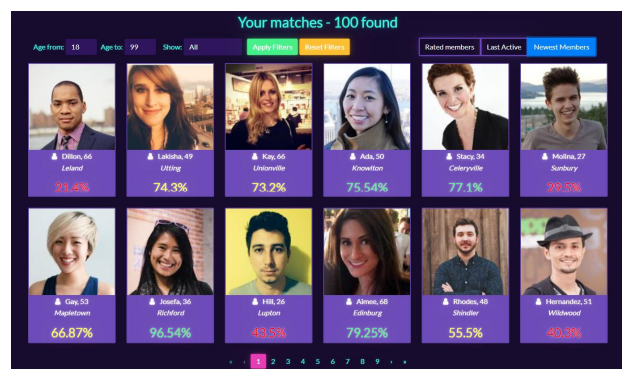 Your matches - 100 found
Age from: 18 Age to: 99 Show: All Apply Filters Reset Filters Rated members Last Active Newest Members
Dillon, 66 Lakisha, 49 Kay, 66 Ada, 50 Stacy, 34 Molina, 27
Leland Utting Unionville Knowlton Celeryville Sunbury
21.4% 74.3% 73.2% 75.54% 77.1% 29.5%
Gay, 53 Josefa, 36 Hill, 26 Aimee, 68 Rhodes, 48 Hernandez, 51
Mapletown Richford Lupton Edinburg Shindler Wildwood
66.87% 96.54% 43.5% 79.25% 55.5% 40.3%
« ‹ 1 2 3 4 5 6 7 8 9 › »